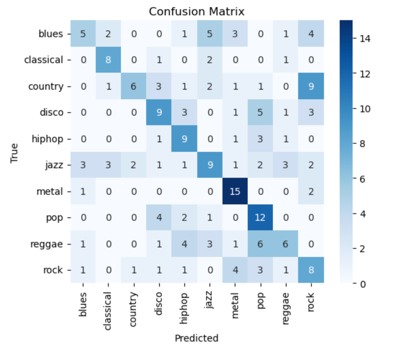 Confusion Matrix
True
blues 5 2 0 0 1 5 3 0 1 4
classical 0 8 0 1 0 2 0 0 1 0
country 0 1 6 3 1 2 1 1 0 9
disco 0 0 0 9 3 0 0 5 1 3
hiphop 0 0 0 1 9 0 0 3 1 0
jazz 3 3 2 1 1 9 1 2 3 2
metal 1 0 0 0 0 0 15 0 0 2
pop 0 0 0 4 2 1 0 12 0 0
reggae 1 0 0 1 4 3 1 6 6 0
rock 1 0 1 1 1 0 4 3 1 8
blues classical country disco hiphop jazz metal pop reggae rock
Predicted
14
12
10
8
6
4
2
0